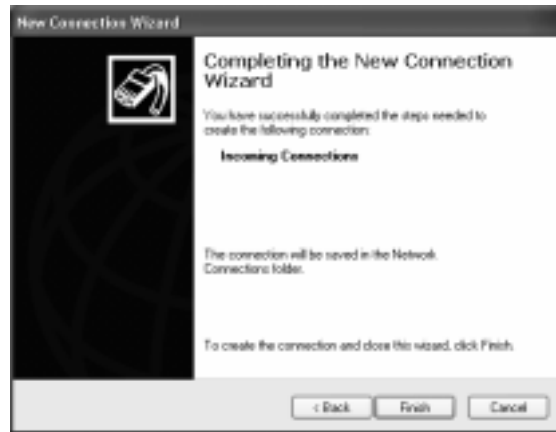 New Connection Wizard
Completing the New Connection
Wizard
You have successfully completed the steps needed to
create the following connection:
Incoming Connections
The connection will be saved in the Network
Connections folder.
To create the connection and close this wizard, click Finish.
< Back
Finish
Cancel